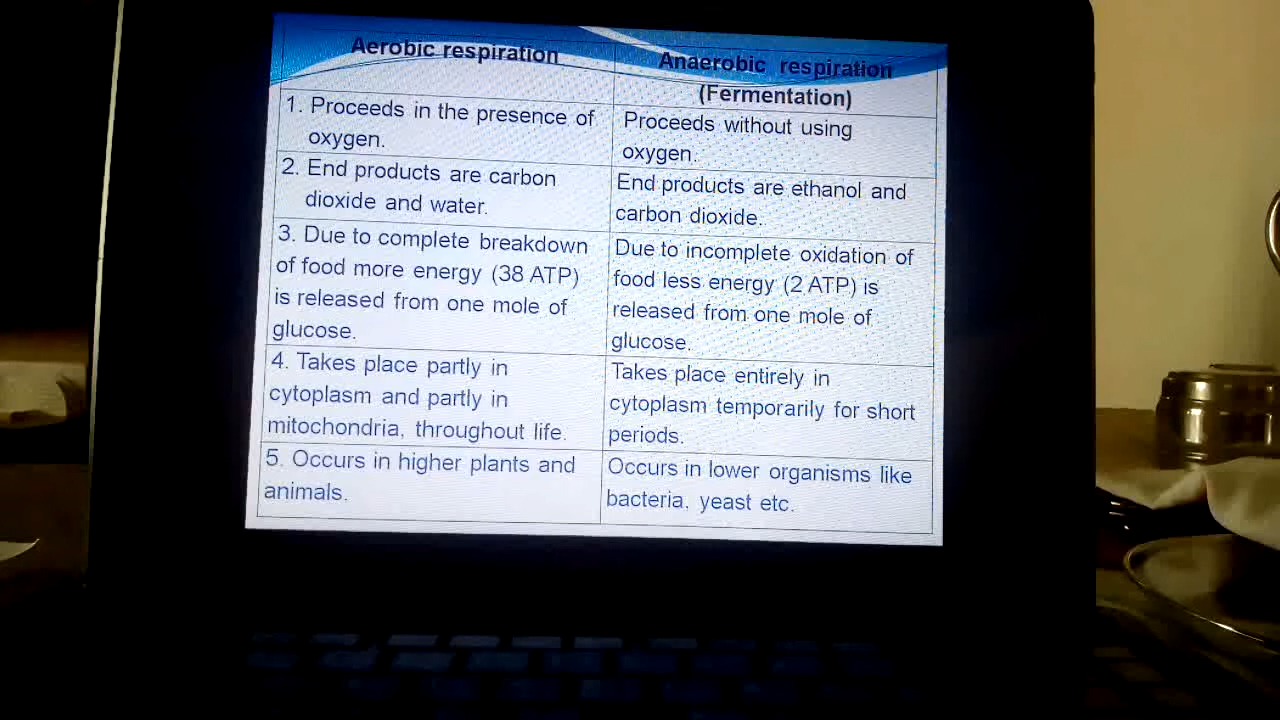 Aerobic respiration
Anaerobic respiration
(Fermentation)
1. Proceeds in the presence of
oxygen.
Proceeds without using
oxygen.
2. End products are carbon
dioxide and water.
End products are ethanol and
carbon dioxide.
3. Due to complete breakdown
of food more energy (38 ATP)
is released from one mole of
glucose.
Due to incomplete oxidation of
food less energy (2 ATP) is
released from one mole of
glucose.
4. Takes place partly in
cytoplasm and partly in
mitochondria, throughout life.
Takes place entirely in
cytoplasm temporarily for short
periods.
5. Occurs in higher plants and
animals.
Occurs in lower organisms like
bacteria, yeast etc.